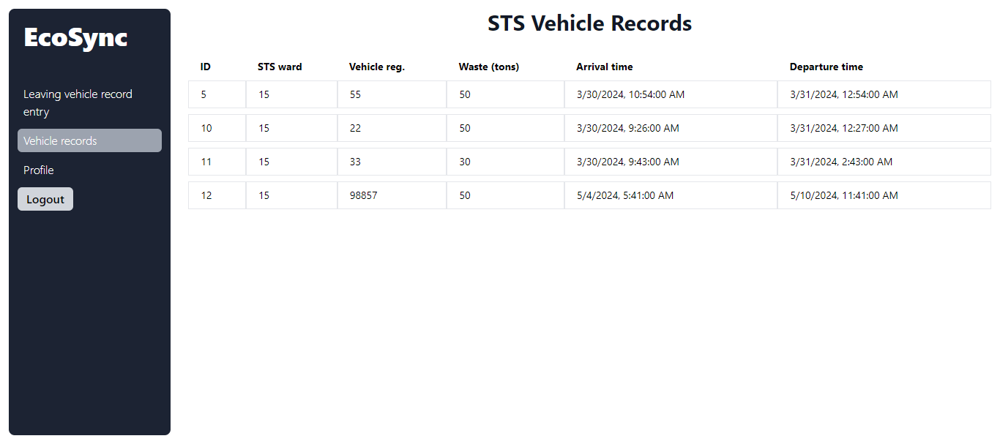 EcoSync
Leaving vehicle record
entry
Vehicle records
Profile
Logout
STS Vehicle Records
ID STS ward Vehicle reg. Waste (tons) Arrival time Departure time
5 15 55 50 3/30/2024, 10:54:00 AM 3/31/2024, 12:54:00 AM
10 15 22 50 3/30/2024, 9:26:00 AM 3/31/2024, 12:27:00 AM
11 15 33 30 3/30/2024, 9:43:00 AM 3/31/2024, 2:43:00 AM
12 15 98857 50 5/4/2024, 5:41:00 AM 5/10/2024, 11:41:00 AM